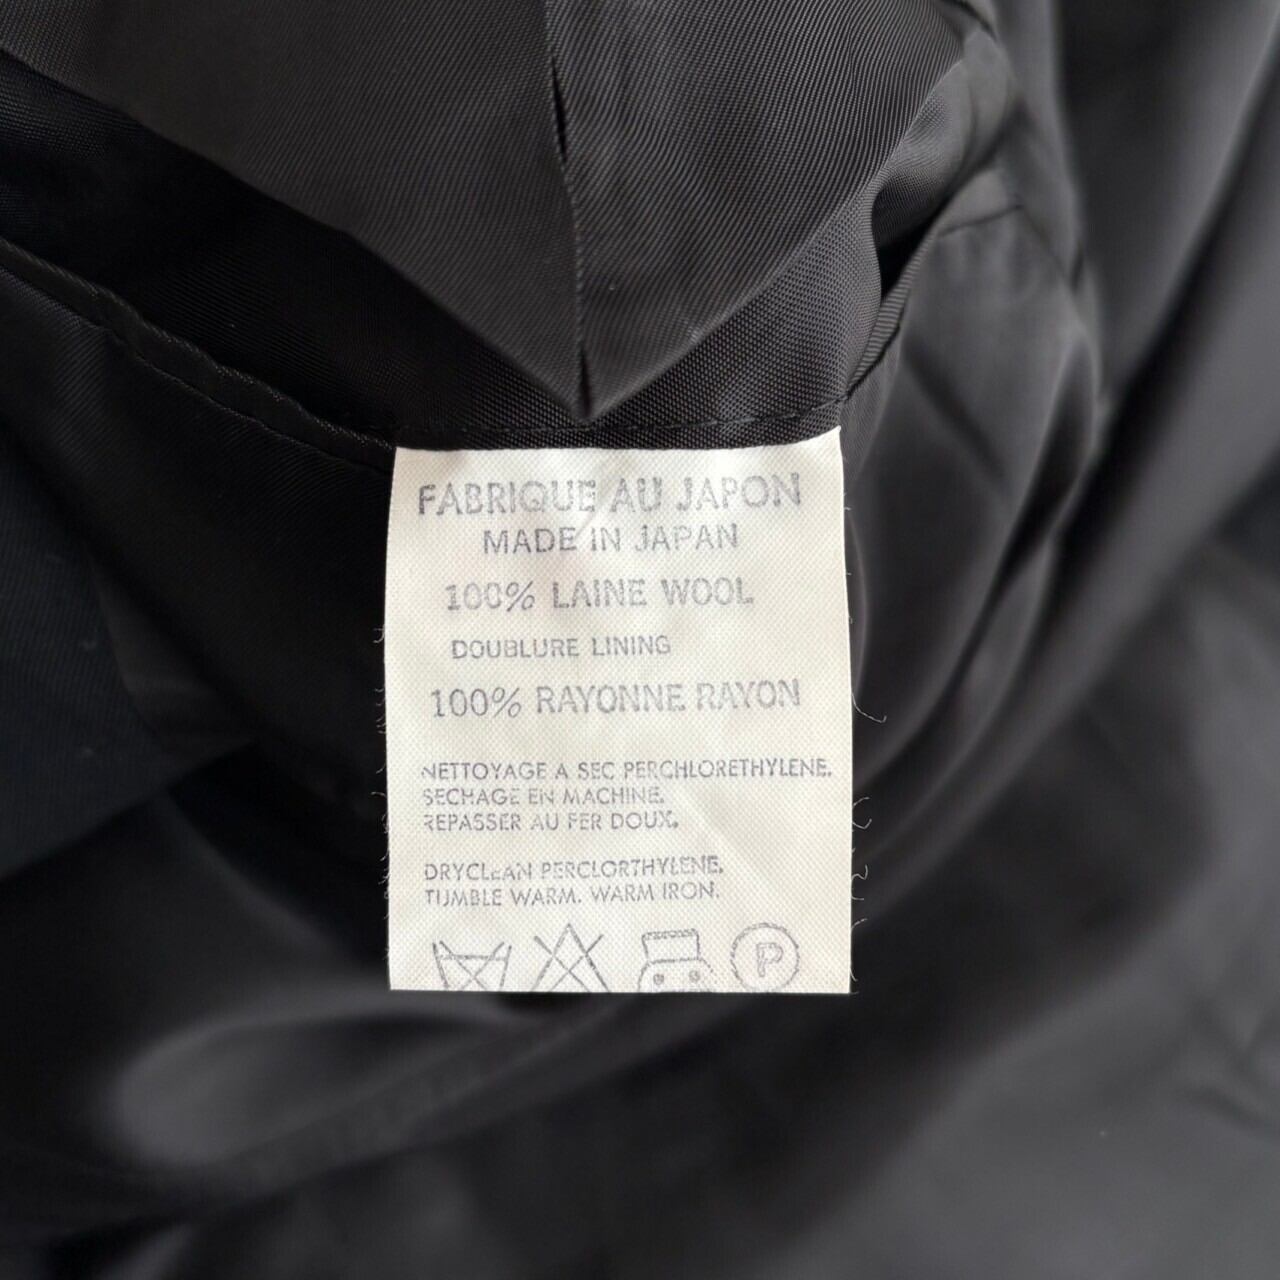 FABRIQUE AU JAPON
MADE IN JAPAN
100% LAINE WOOL
DOUBLURE LINING
100% RAYONNE RAYON
NETTOYAGE A SEC PERCHLORETHYLENE.
SECHAGE EN MACHINE.
REPASSER AU FER DOUX.
DRYCLEAN PERCLORTHYLENE.
TUMBLE WARM. WARM IRON.
P